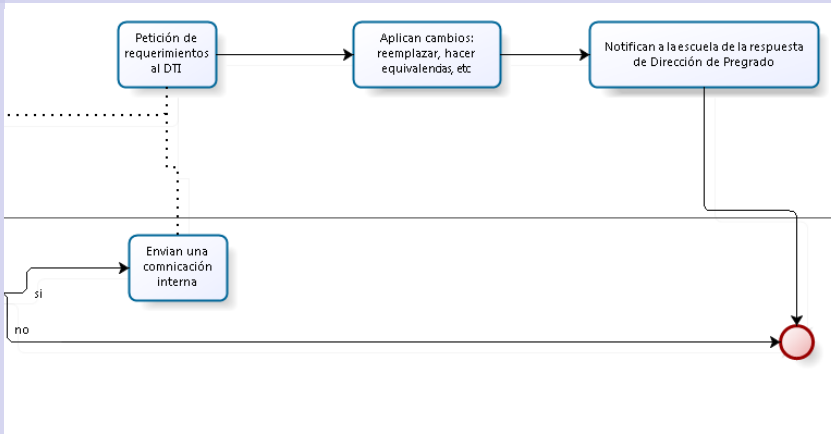 Petición de
requerimientos
al DTI
Aplican cambios:
reemplazar, hacer
equivalencias, etc
Notifican a la escuela de la respuesta
de Dirección de Pregrado
Envian una
comnicación
interna
si
no